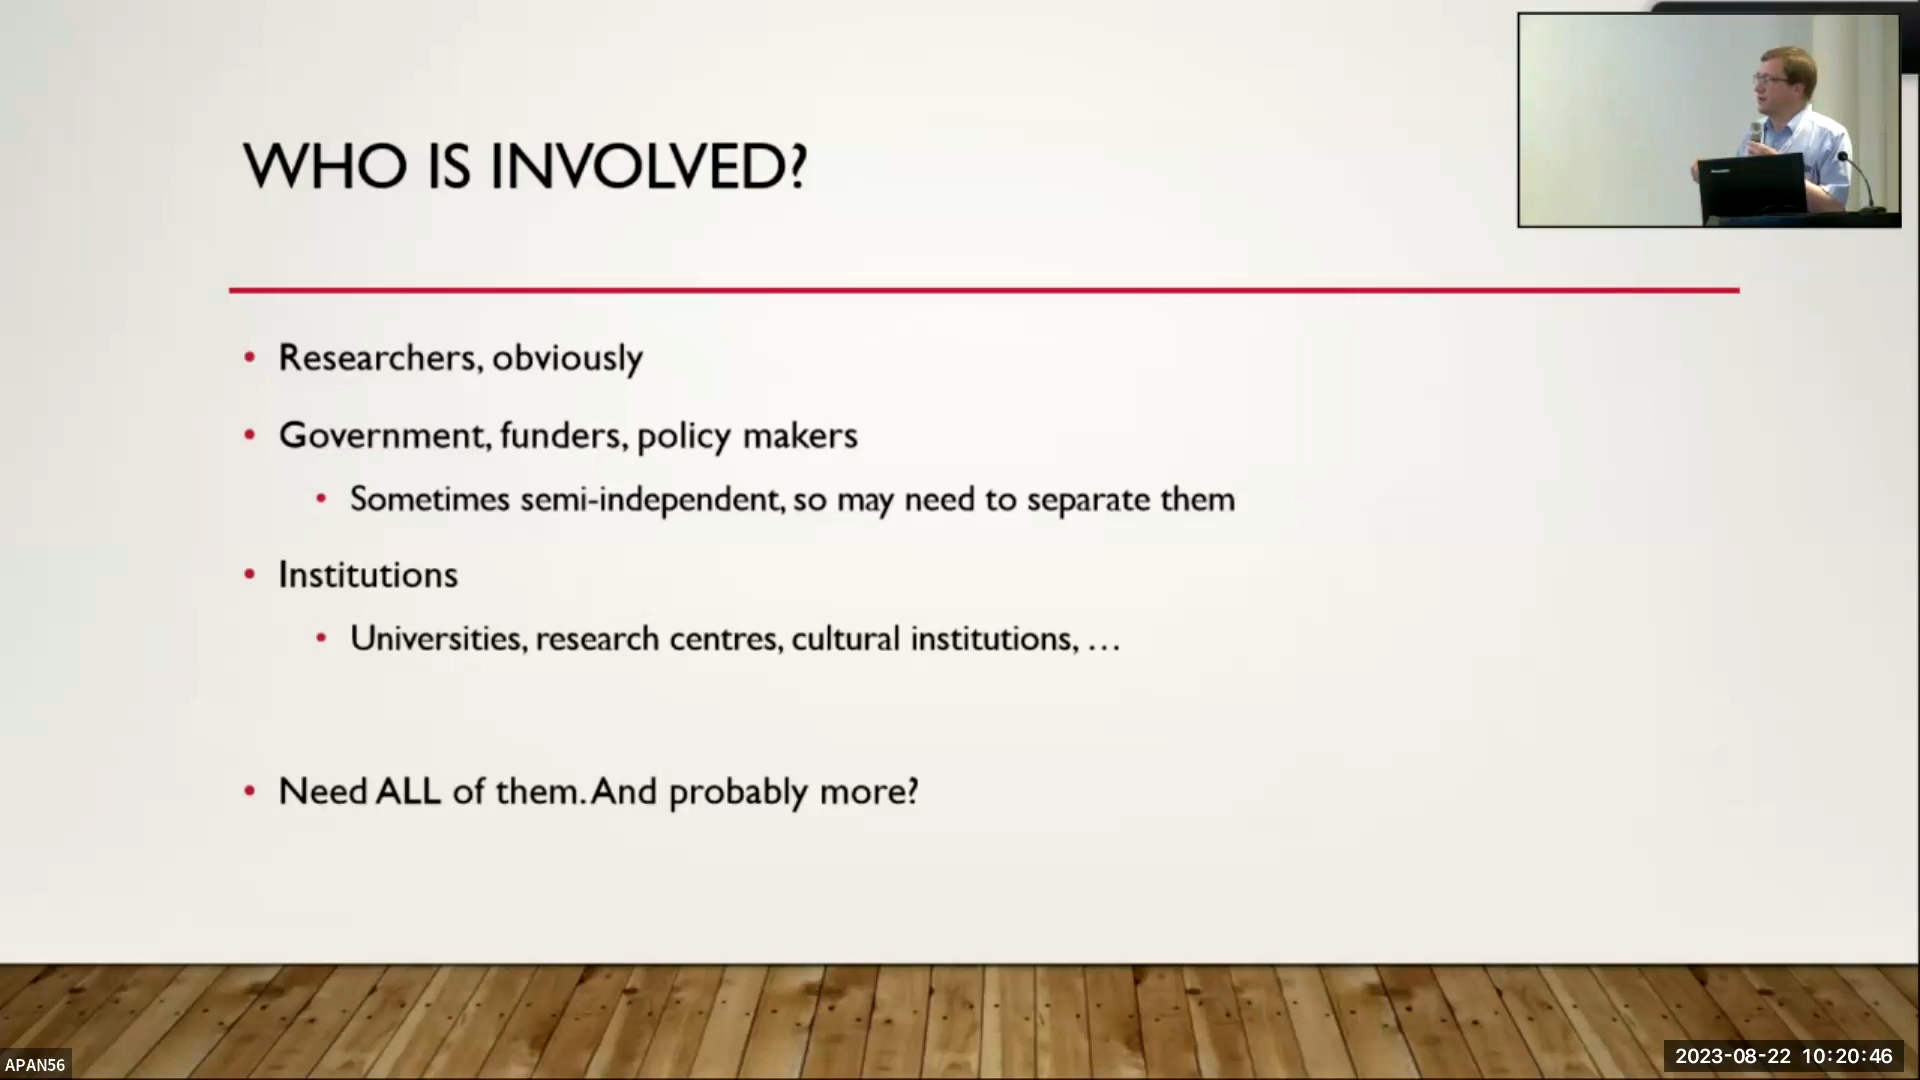 WHO IS INVOLVED?
• Researchers, obviously
• Government, funders, policy makers
• Sometimes semi-independent, so may need to separate them
• Institutions
• Universities, research centres, cultural institutions, …
• Need ALL of them. And probably more?
APAN56
2023-08-22 10:20:46